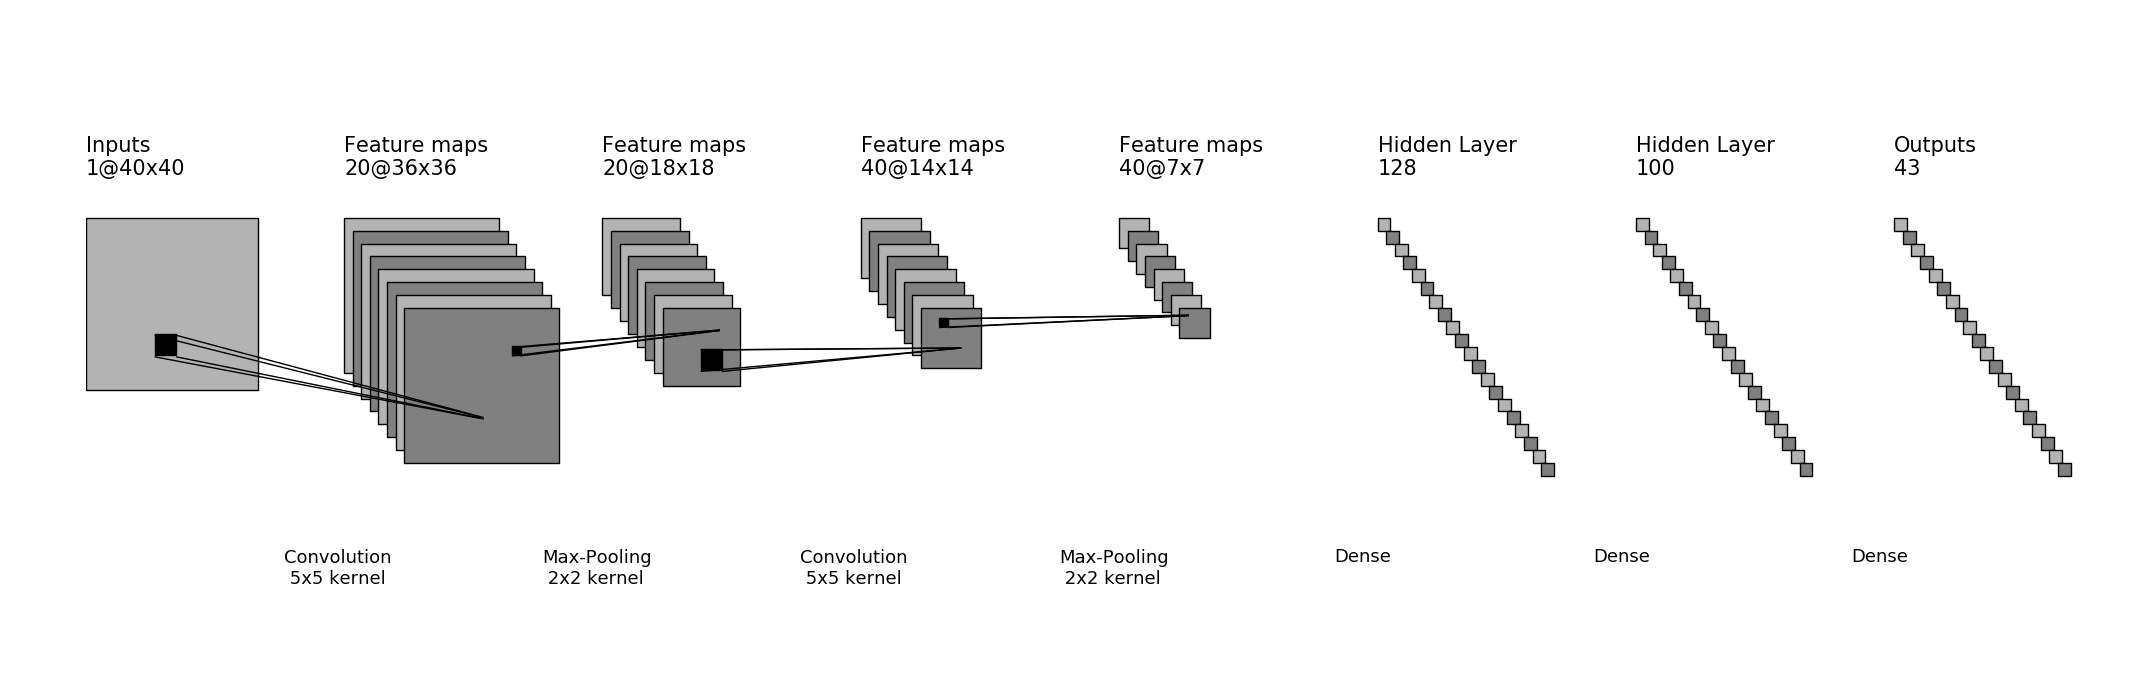 Inputs
1@40x40
Feature maps
20@36x36
Feature maps
20@18x18
Feature maps
40@14x14
Feature maps
40@7x7
Hidden Layer
128
Hidden Layer
100
Outputs
43
Convolution
5x5 kernel
Max-Pooling
2x2 kernel
Convolution
5x5 kernel
Max-Pooling
2x2 kernel
Dense
Dense
Dense